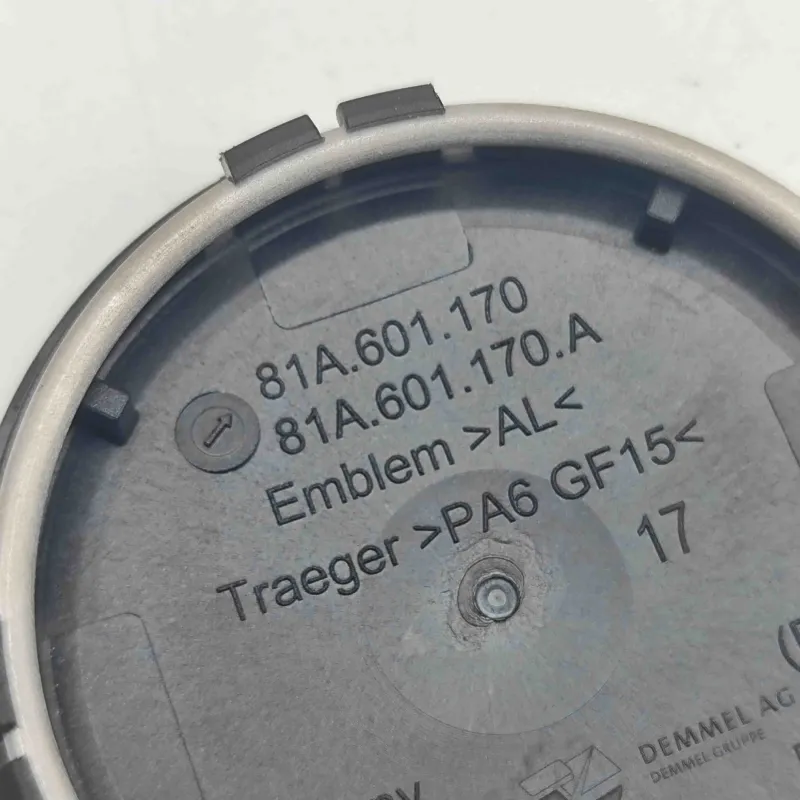 81A.601.170
81A.601.170.A
Emblem >AL<
Traeger >PA6 GF15<
17
DEMMEL AG
DEMMEL GRUPPE